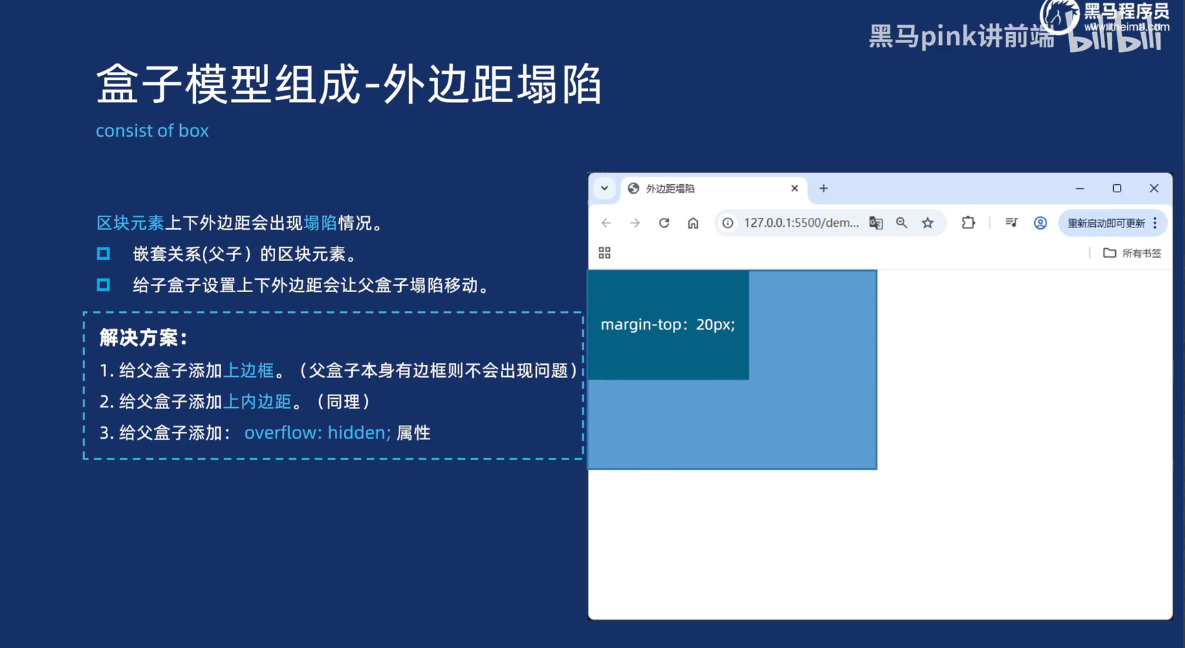 黑马程序员
www.itheima.com
黑马pink讲前端
bilibili
盒子模型组成-外边距塌陷
consist of box
外边距塌陷
127.0.0.1:5500/dem...
重新启动即可更新
所有书签
区块元素上下外边距会出现塌陷情况。
嵌套关系(父子）的区块元素。
给子盒子设置上下外边距会让父盒子塌陷移动。
解决方案：
1. 给父盒子添加上边框。（父盒子本身有边框则不会出现问题）
2. 给父盒子添加上内边距。（同理）
3. 给父盒子添加： overflow: hidden; 属性
margin-top：20px;